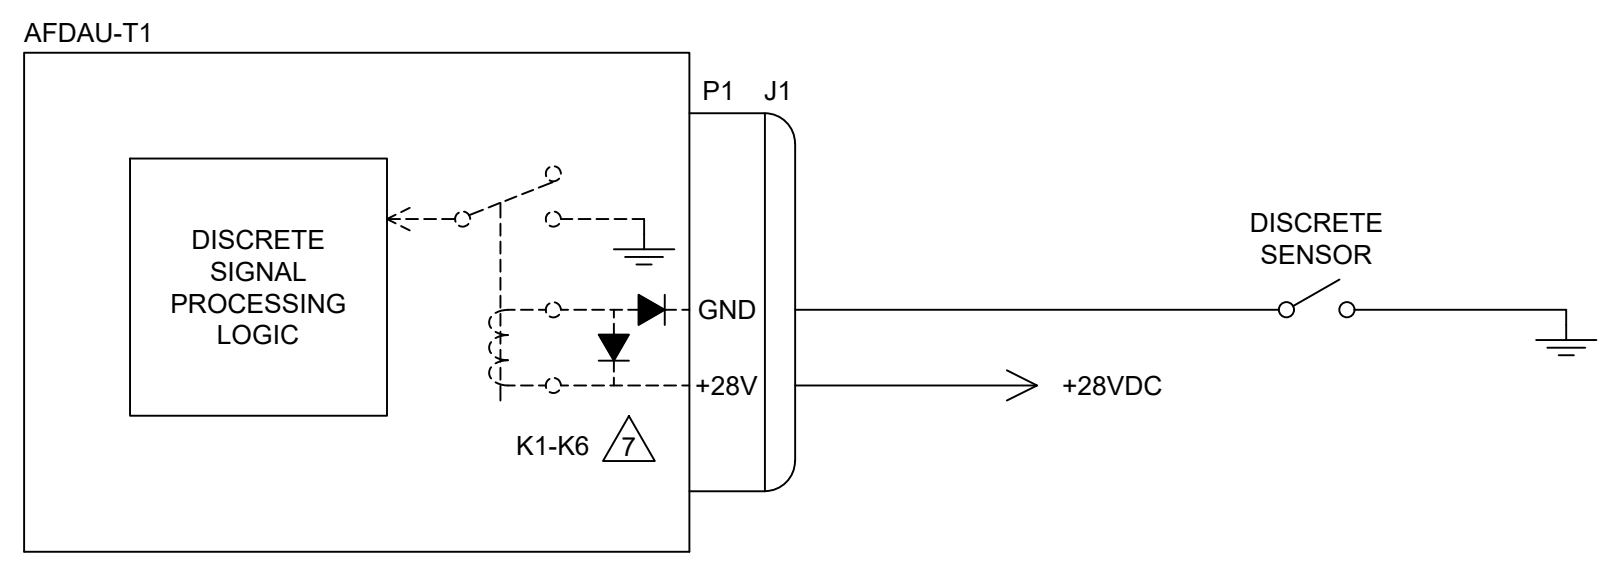 AFDAU-T1
P1 J1
DISCRETE
SIGNAL
PROCESSING
LOGIC
GND
+28V
K1-K6 7
DISCRETE
SENSOR
+28VDC